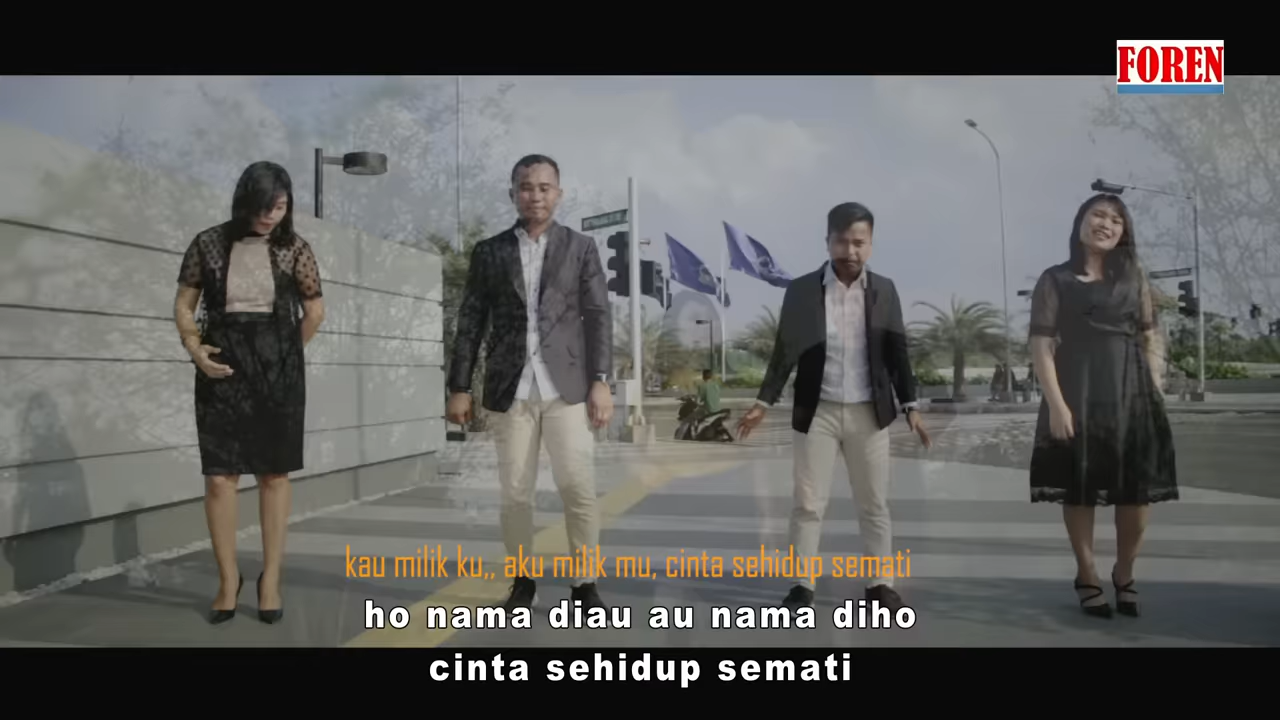 FOREN
kau milik ku,, aku milik mu, cinta sehidup semati
ho nama diau au nama diho
cinta sehidup semati